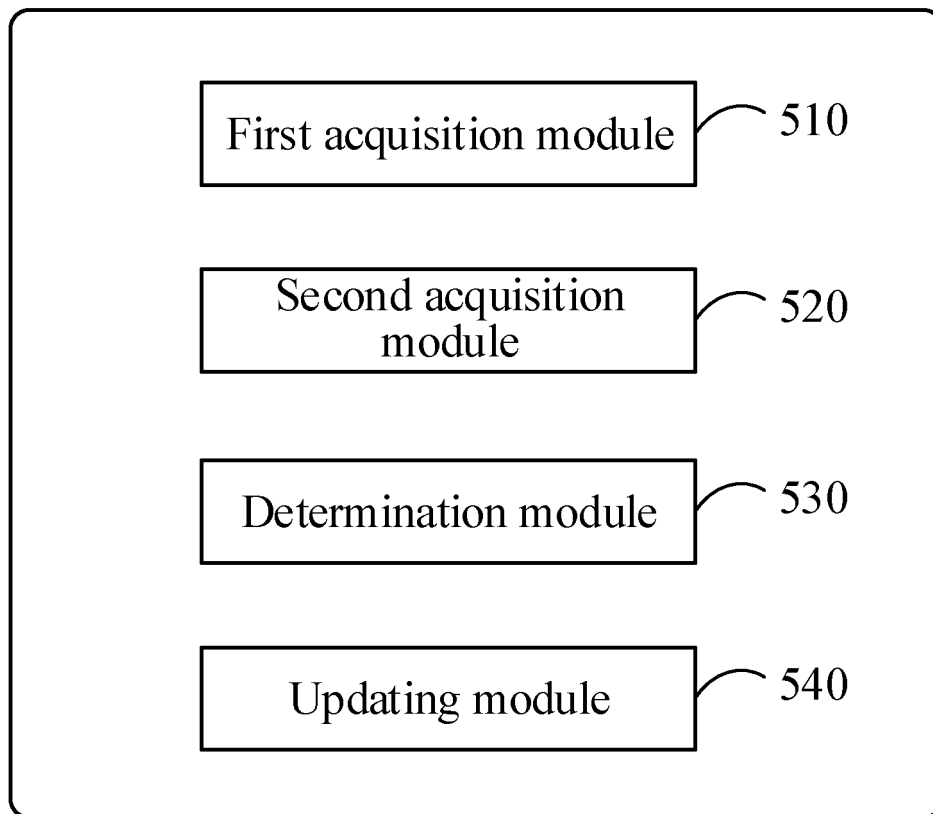 First acquisition module 510
Second acquisition
module
520
Determination module 530
Updating module 540